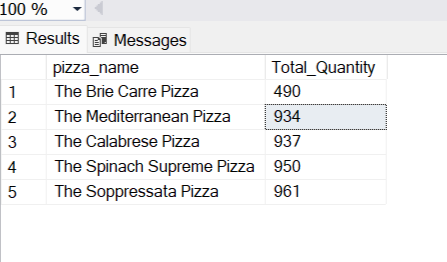 100 %
Results Messages
pizza_name Total_Quantity
1 The Brie Carre Pizza 490
2 The Mediterranean Pizza 934
3 The Calabrese Pizza 937
4 The Spinach Supreme Pizza 950
5 The Soppressata Pizza 961